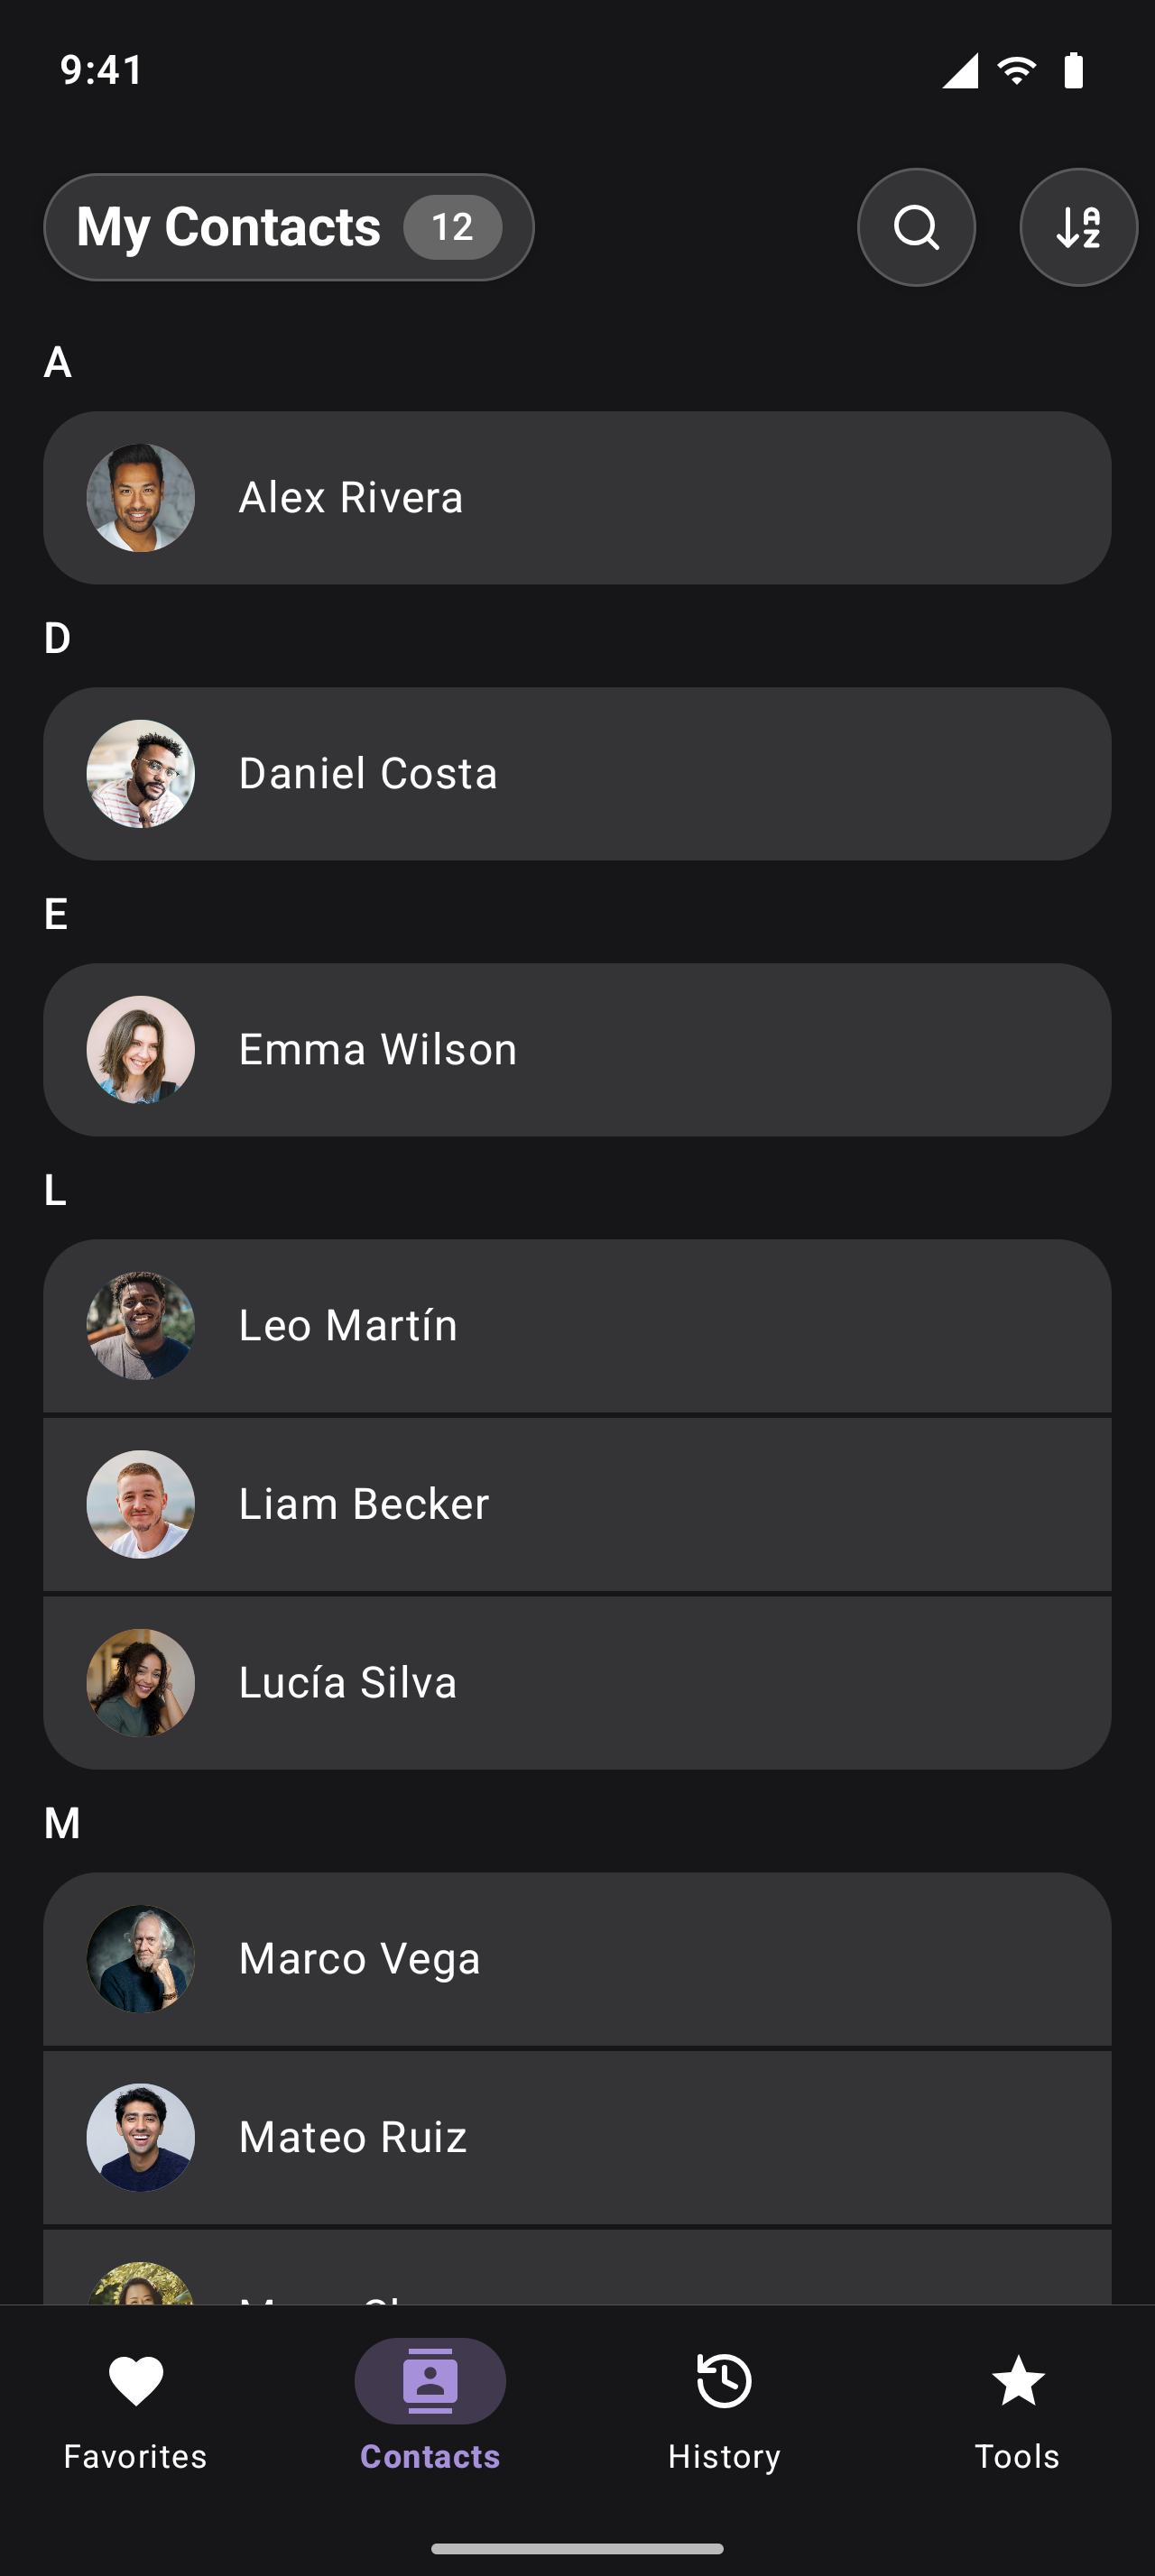 9:41
My Contacts 12
A
Z
A
Alex Rivera
D
Daniel Costa
E
Emma Wilson
L
Leo Martín
Liam Becker
Lucía Silva
M
Marco Vega
Mateo Ruiz
Favorites
Contacts
History
Tools